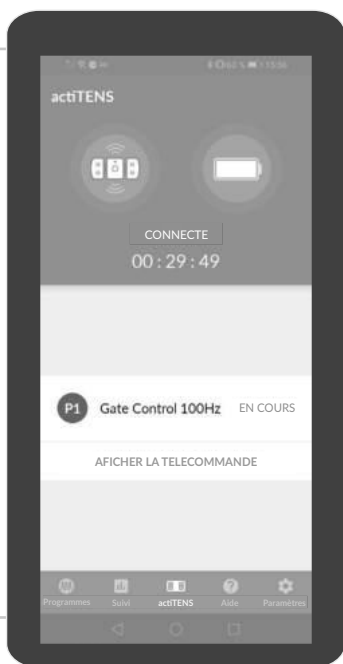 actiTENS
CONNECTE
00 : 29 : 49
P1 Gate Control 100Hz EN COURS
AFICHER LA TELECOMMANDE
Programmes Suivi actiTENS Aide Paramètres